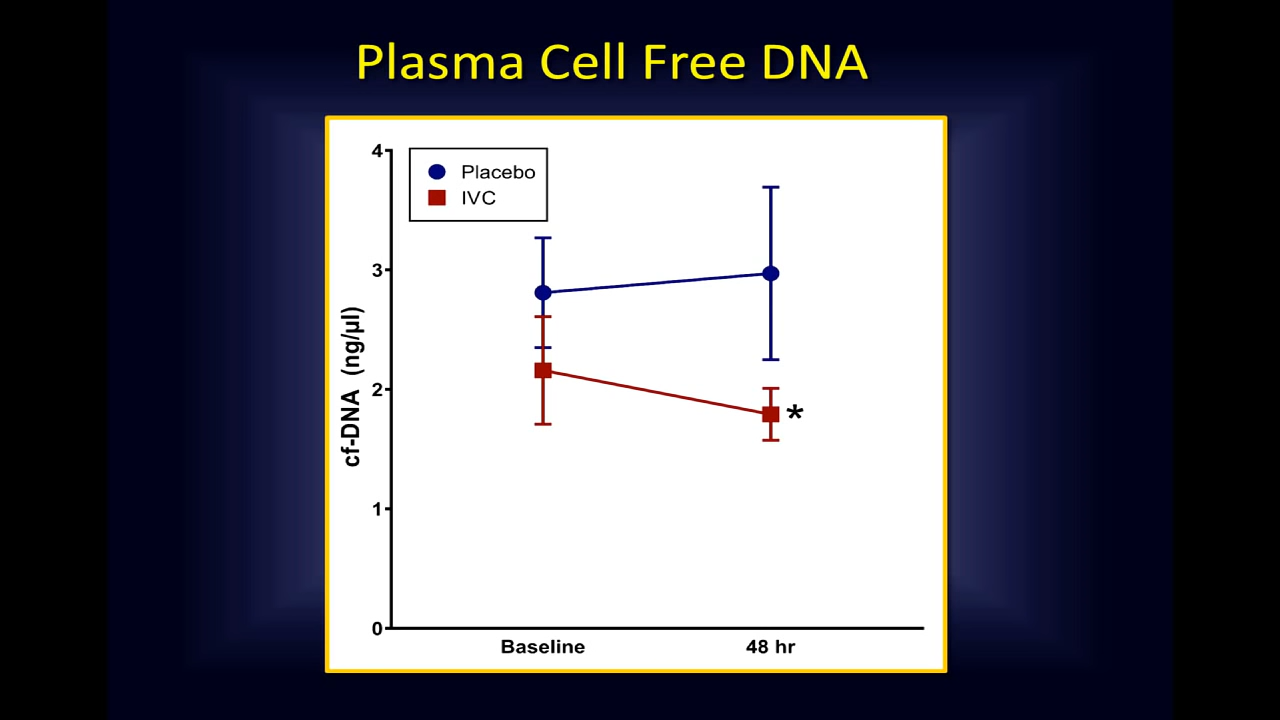 Plasma Cell Free DNA
4
Placebo
IVC
3
cf-DNA (ng/µl)
2
*
1
0
Baseline
48 hr